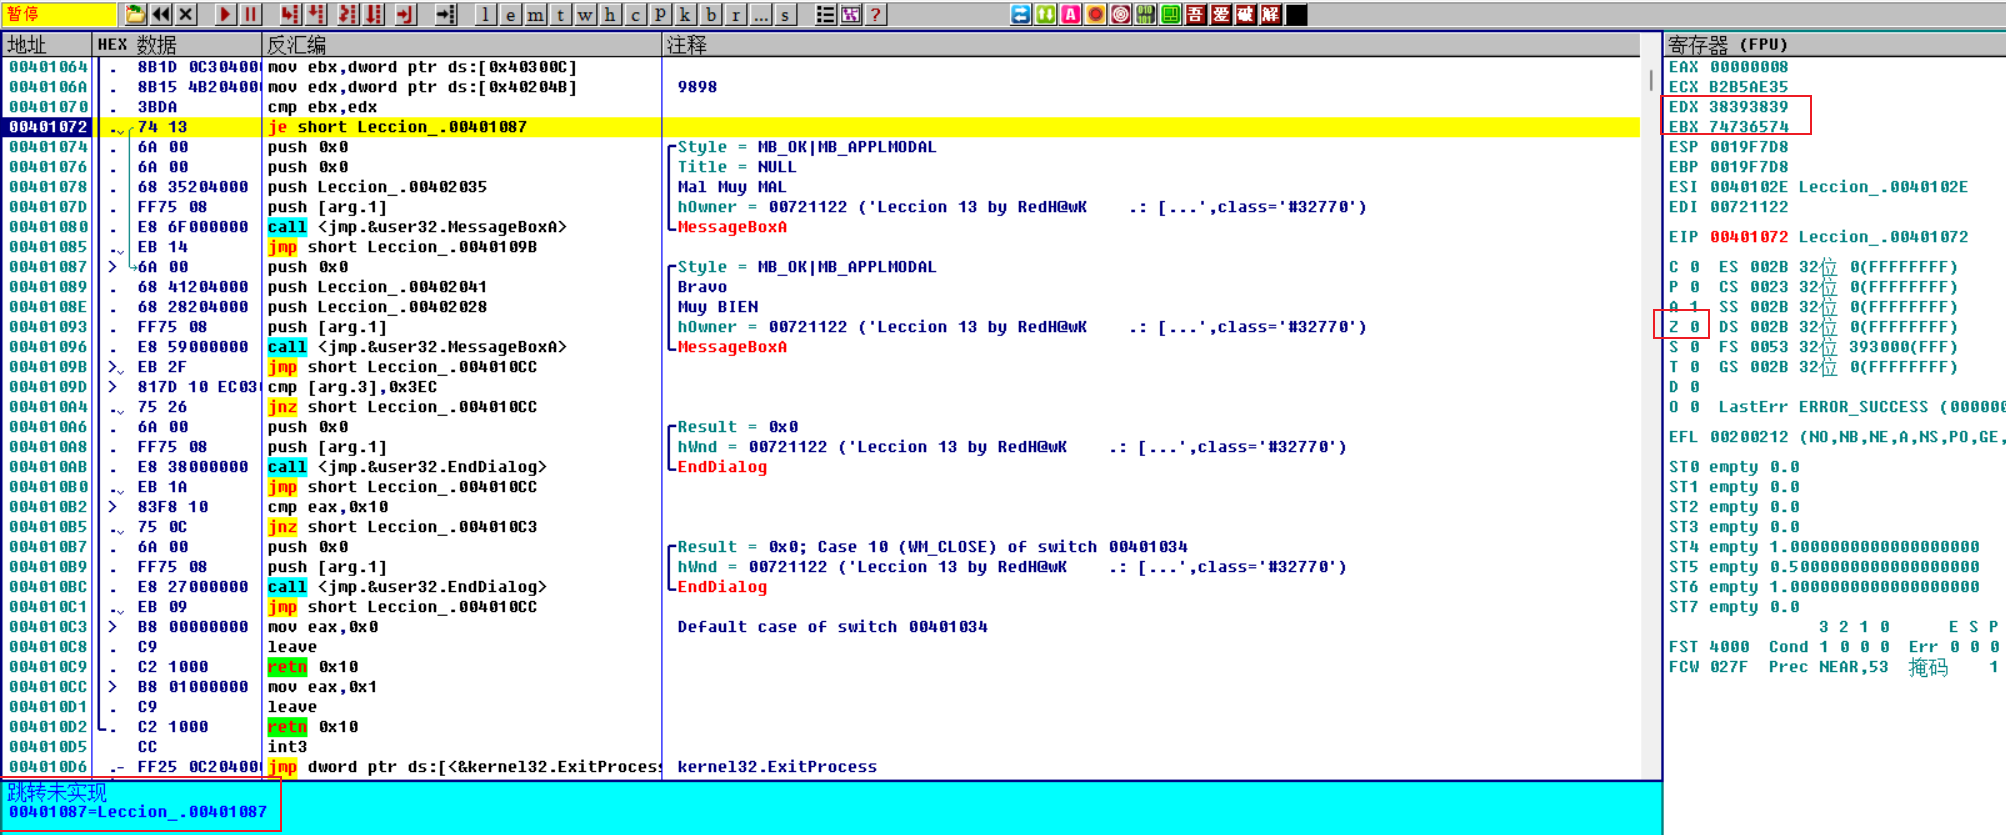 暂停 l e m t w h c p k b r ... s ? A 吾 爱 破 解
地址 HEX 数据 反汇编 注释 寄存器 (FPU)
00401064 . 8B1D 0C30400 mov ebx,dword ptr ds:[0x40300C]
0040106A . 8B15 4B20400 mov edx,dword ptr ds:[0x40204B] 9898
00401070 . 3BDA cmp ebx,edx
00401072 . 74 13 je short Leccion_.00401087
00401074 . 6A 00 push 0x0 Style = MB_OK|MB_APPLMODAL
00401076 . 6A 00 push 0x0 Title = NULL
00401078 . 68 35204000 push Leccion_.00402035 Mal Muy MAL
0040107D . FF75 08 push [arg.1] hOwner = 00721122 ('Leccion 13 by RedH@wK .: [...',class='#32770')
00401080 . E8 6F000000 call <jmp.&user32.MessageBoxA> MessageBoxA
00401085 . EB 14 jmp short Leccion_.0040109B
00401087 > 6A 00 push 0x0 Style = MB_OK|MB_APPLMODAL
00401089 . 68 41204000 push Leccion_.00402041 Bravo
0040108E . 68 28204000 push Leccion_.00402028 Muy BIEN
00401093 . FF75 08 push [arg.1] hOwner = 00721122 ('Leccion 13 by RedH@wK .: [...',class='#32770')
00401096 . E8 59000000 call <jmp.&user32.MessageBoxA> MessageBoxA
0040109B > EB 2F jmp short Leccion_.004010CC
0040109D > 817D 10 EC03 cmp [arg.3],0x3EC
004010A4 . 75 26 jnz short Leccion_.004010CC
004010A6 . 6A 00 push 0x0 Result = 0x0
004010A8 . FF75 08 push [arg.1] hWnd = 00721122 ('Leccion 13 by RedH@wK .: [...',class='#32770')
004010AB . E8 38000000 call <jmp.&user32.EndDialog> EndDialog
004010B0 . EB 1A jmp short Leccion_.004010CC
004010B2 > 83F8 10 cmp eax,0x10
004010B5 . 75 0C jnz short Leccion_.004010C3
004010B7 . 6A 00 push 0x0 Result = 0x0; Case 10 (WM_CLOSE) of switch 00401034
004010B9 . FF75 08 push [arg.1] hWnd = 00721122 ('Leccion 13 by RedH@wK .: [...',class='#32770')
004010BC . E8 27000000 call <jmp.&user32.EndDialog> EndDialog
004010C1 . EB 09 jmp short Leccion_.004010CC
004010C3 > B8 00000000 mov eax,0x0 Default case of switch 00401034
004010C8 . C9 leave
004010C9 . C2 1000 retn 0x10
004010CC > B8 01000000 mov eax,0x1
004010D1 . C9 leave
004010D2 . C2 1000 retn 0x10
004010D5 CC int3
004010D6 .- FF25 0C20400 jmp dword ptr ds:[<&kernel32.ExitProces kernel32.ExitProcess
跳转未实现
00401087=Leccion_.00401087
EAX 00000008
ECX B2B5AE35
EDX 38393839
EBX 74736574
ESP 0019F7D8
EBP 0019F7D8
ESI 0040102E Leccion_.0040102E
EDI 00721122
EIP 00401072 Leccion_.00401072
C 0 ES 002B 32位 0(FFFFFFFF)
P 0 CS 0023 32位 0(FFFFFFFF)
A 1 SS 002B 32位 0(FFFFFFFF)
Z 0 DS 002B 32位 0(FFFFFFFF)
S 0 FS 0053 32位 393000(FFF)
T 0 GS 002B 32位 0(FFFFFFFF)
D 0
O 0 LastErr ERROR_SUCCESS (000000
EFL 00200212 (NO,NB,NE,A,NS,PO,GE,
ST0 empty 0.0
ST1 empty 0.0
ST2 empty 0.0
ST3 empty 0.0
ST4 empty 1.0000000000000000000
ST5 empty 0.5000000000000000000
ST6 empty 1.0000000000000000000
ST7 empty 0.0
3 2 1 0 E S P
FST 4000 Cond 1 0 0 0 Err 0 0 0
FCW 027F Prec NEAR,53 掩码 1